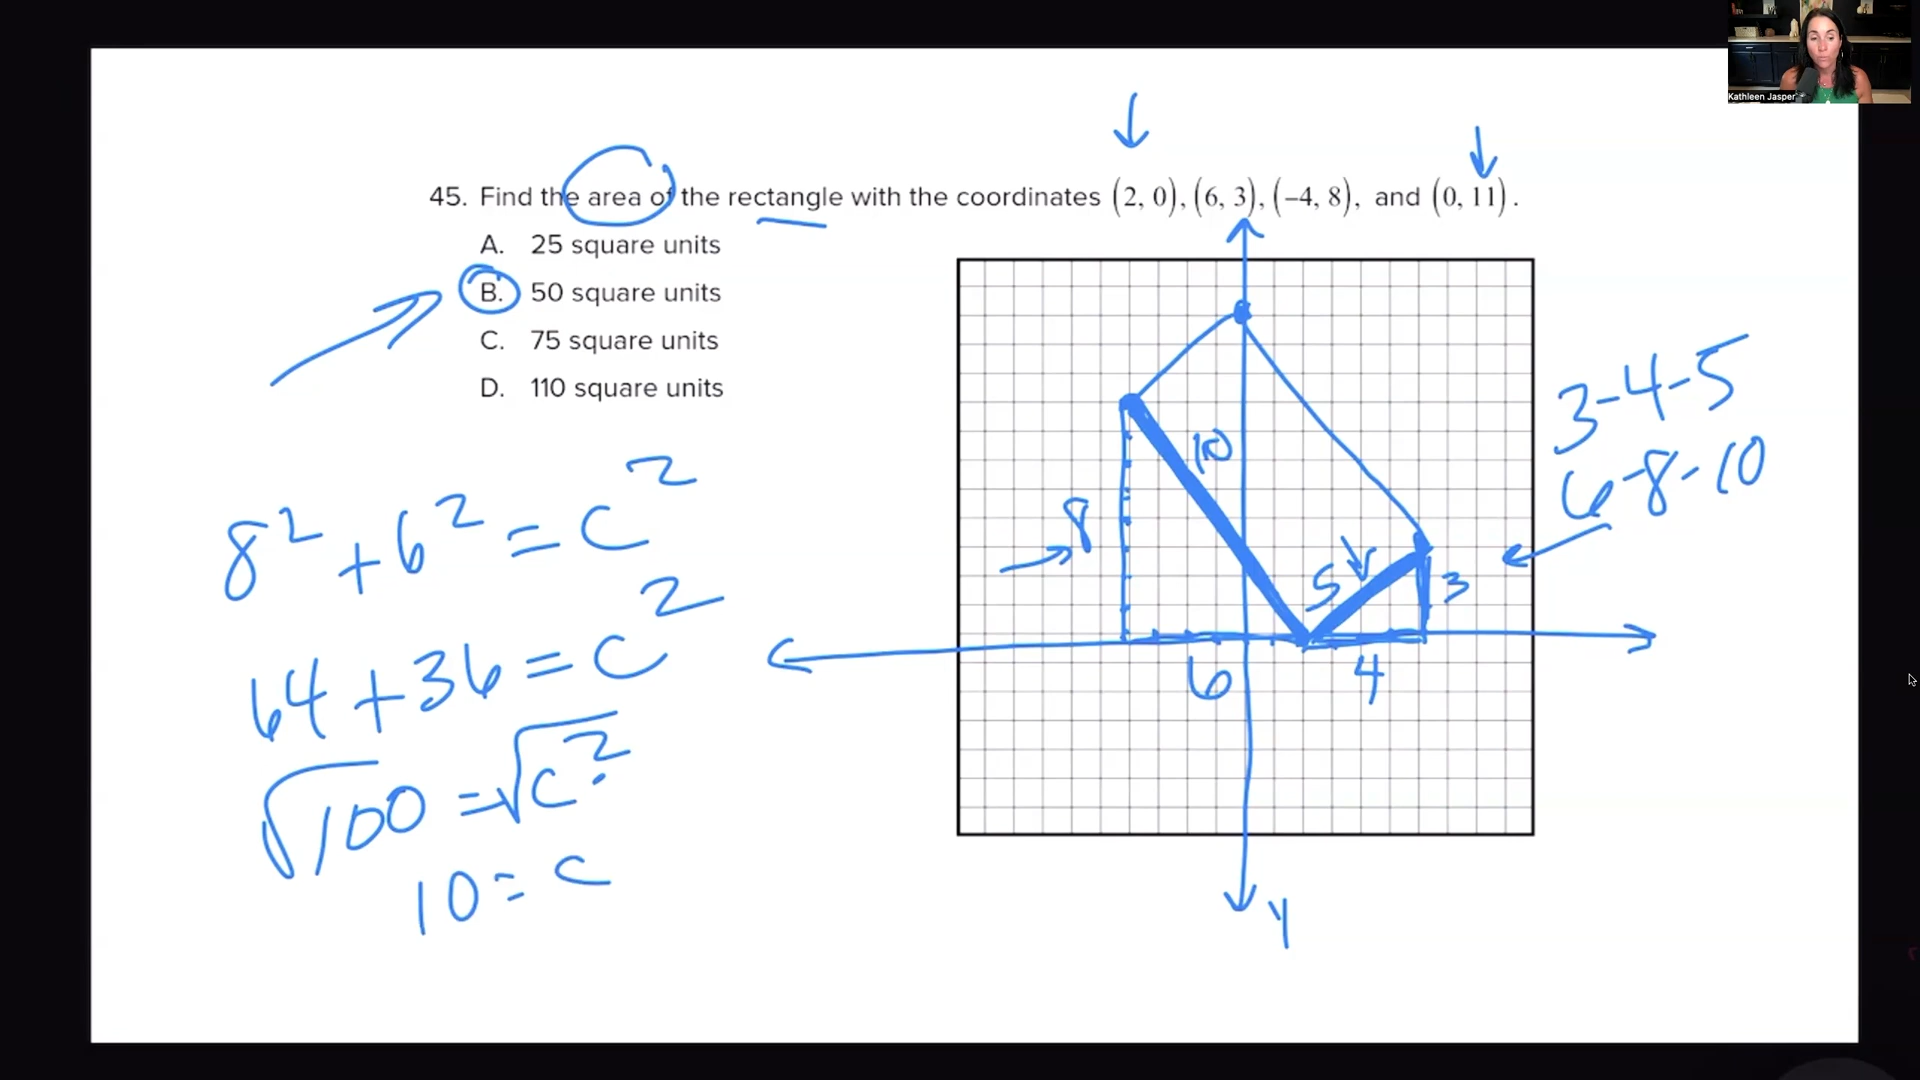 Kathleen Jasper
45. Find the area of the rectangle with the coordinates (2, 0), (6, 3), (−4, 8), and (0, 11).
A. 25 square units
B. 50 square units
C. 75 square units
D. 110 square units
3-4-5
6-8-10
10
8
5
3
6
4
8² + 6² = c²
64 + 36 = c²
√100 = √c²
10 = c
y